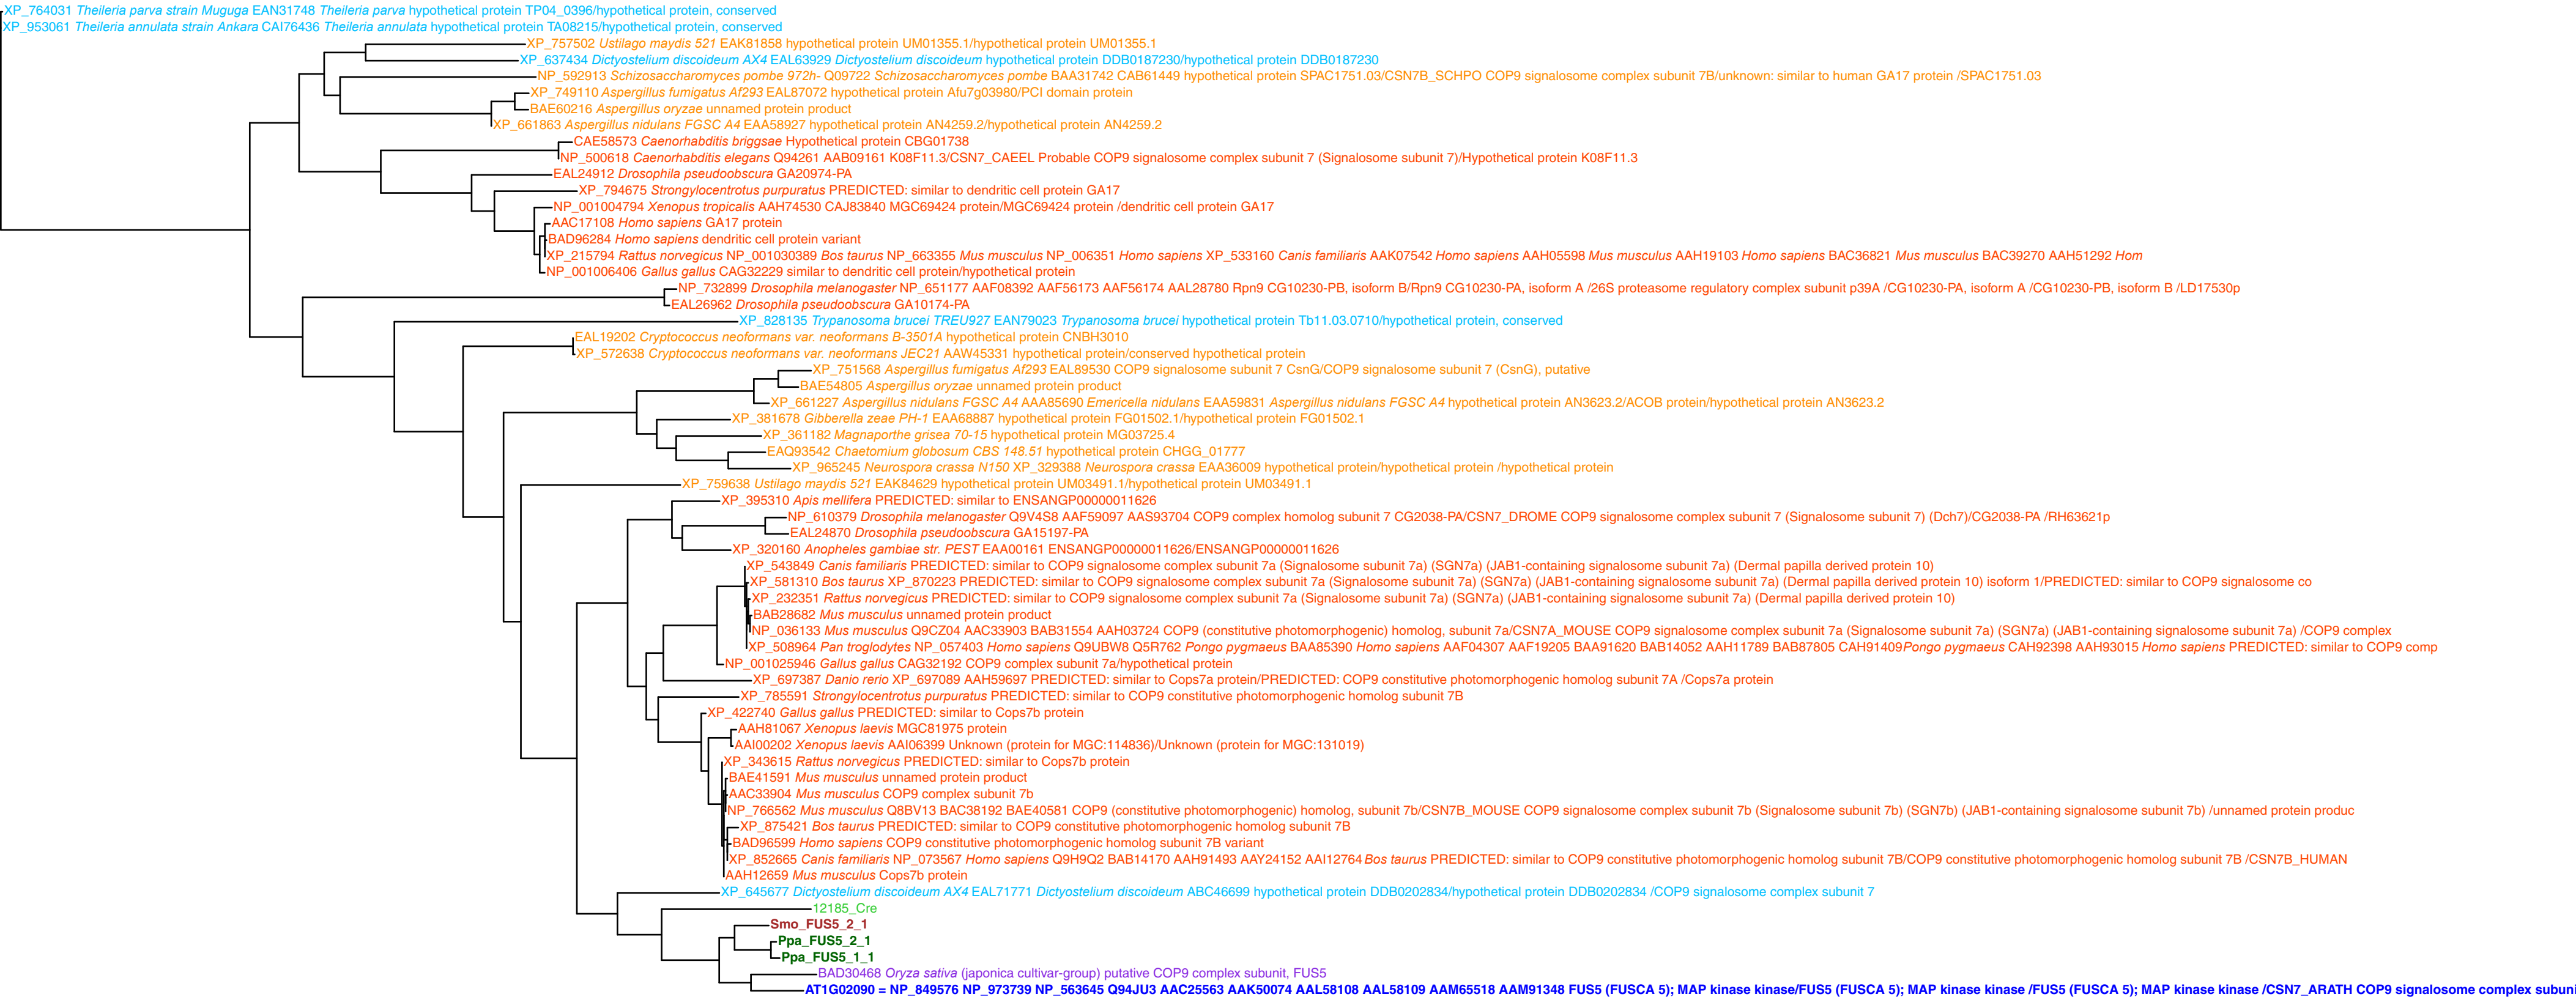 XP_764031 Theileria parva strain Muguga EAN31748 Theileria parva hypothetical protein TP04_0396/hypothetical protein, conserved
XP_953061 Theileria annulata strain Ankara CAI76436 Theileria annulata hypothetical protein TA08215/hypothetical protein, conserved
XP_757502 Ustilago maydis 521 EAK81858 hypothetical protein UM01355.1/hypothetical protein UM01355.1
XP_637434 Dictyostelium discoideum AX4 EAL63929 Dictyostelium discoideum hypothetical protein DDB0187230/hypothetical protein DDB0187230
NP_592913 Schizosaccharomyces pombe 972h- Q09722 Schizosaccharomyces pombe BAA31742 CAB61449 hypothetical protein SPAC1751.03/CSN7B_SCHPO COP9 signalosome complex subunit 7B/unknown: similar to human GA17 protein /SPAC1751.03
XP_749110 Aspergillus fumigatus Af293 EAL87072 hypothetical protein Afu7g03980/PCI domain protein
BAE60216 Aspergillus oryzae unnamed protein product
XP_661863 Aspergillus nidulans FGSC A4 EAA58927 hypothetical protein AN4259.2/hypothetical protein AN4259.2
CAE58573 Caenorhabditis briggsae Hypothetical protein CBG01738
NP_500618 Caenorhabditis elegans Q94261 AAB09161 K08F11.3/CSN7_CAEEL Probable COP9 signalosome complex subunit 7 (Signalosome subunit 7)/Hypothetical protein K08F11.3
EAL24912 Drosophila pseudoobscura GA20974-PA
XP_794675 Strongylocentrotus purpuratus PREDICTED: similar to dendritic cell protein GA17
NP_001004794 Xenopus tropicalis AAH74530 CAJ83840 MGC69424 protein/MGC69424 protein /dendritic cell protein GA17
AAC17108 Homo sapiens GA17 protein
BAD96284 Homo sapiens dendritic cell protein variant
XP_215794 Rattus norvegicus NP_001030389 Bos taurus NP_663355 Mus musculus NP_006351 Homo sapiens XP_533160 Canis familiaris AAK07542 Homo sapiens AAH05598 Mus musculus AAH19103 Homo sapiens BAC36821 Mus musculus BAC39270 AAH51292 Hom
NP_001006406 Gallus gallus CAG32229 similar to dendritic cell protein/hypothetical protein
NP_732899 Drosophila melanogaster NP_651177 AAF08392 AAF56173 AAF56174 AAL28780 Rpn9 CG10230-PB, isoform B/Rpn9 CG10230-PA, isoform A /26S proteasome regulatory complex subunit p39A /CG10230-PA, isoform A /CG10230-PB, isoform B /LD17530p
EAL26962 Drosophila pseudoobscura GA10174-PA
XP_828135 Trypanosoma brucei TREU927 EAN79023 Trypanosoma brucei hypothetical protein Tb11.03.0710/hypothetical protein, conserved
EAL19202 Cryptococcus neoformans var. neoformans B-3501A hypothetical protein CNBH3010
XP_572638 Cryptococcus neoformans var. neoformans JEC21 AAW45331 hypothetical protein/conserved hypothetical protein
XP_751568 Aspergillus fumigatus Af293 EAL89530 COP9 signalosome subunit 7 CsnG/COP9 signalosome subunit 7 (CsnG), putative
BAE54805 Aspergillus oryzae unnamed protein product
XP_661227 Aspergillus nidulans FGSC A4 AAA85690 Emericella nidulans EAA59831 Aspergillus nidulans FGSC A4 hypothetical protein AN3623.2/ACOB protein/hypothetical protein AN3623.2
XP_381678 Gibberella zeae PH-1 EAA68887 hypothetical protein FG01502.1/hypothetical protein FG01502.1
XP_361182 Magnaporthe grisea 70-15 hypothetical protein MG03725.4
EAQ93542 Chaetomium globosum CBS 148.51 hypothetical protein CHGG_01777
XP_965245 Neurospora crassa N150 XP_329388 Neurospora crassa EAA36009 hypothetical protein/hypothetical protein /hypothetical protein
XP_759638 Ustilago maydis 521 EAK84629 hypothetical protein UM03491.1/hypothetical protein UM03491.1
XP_395310 Apis mellifera PREDICTED: similar to ENSANGP00000011626
NP_610379 Drosophila melanogaster Q9V4S8 AAF59097 AAS93704 COP9 complex homolog subunit 7 CG2038-PA/CSN7_DROME COP9 signalosome complex subunit 7 (Signalosome subunit 7) (Dch7)/CG2038-PA /RH63621p
EAL24870 Drosophila pseudoobscura GA15197-PA
XP_320160 Anopheles gambiae str. PEST EAA00161 ENSANGP00000011626/ENSANGP00000011626
XP_543849 Canis familiaris PREDICTED: similar to COP9 signalosome complex subunit 7a (Signalosome subunit 7a) (SGN7a) (JAB1-containing signalosome subunit 7a) (Dermal papilla derived protein 10)
XP_581310 Bos taurus XP_870223 PREDICTED: similar to COP9 signalosome complex subunit 7a (Signalosome subunit 7a) (SGN7a) (JAB1-containing signalosome subunit 7a) (Dermal papilla derived protein 10) isoform 1/PREDICTED: similar to COP9 signalosome co
XP_232351 Rattus norvegicus PREDICTED: similar to COP9 signalosome complex subunit 7a (Signalosome subunit 7a) (SGN7a) (JAB1-containing signalosome subunit 7a) (Dermal papilla derived protein 10)
BAB28682 Mus musculus unnamed protein product
NP_036133 Mus musculus Q9CZ04 AAC33903 BAB31554 AAH03724 COP9 (constitutive photomorphogenic) homolog, subunit 7a/CSN7A_MOUSE COP9 signalosome complex subunit 7a (Signalosome subunit 7a) (SGN7a) (JAB1-containing signalosome subunit 7a) /COP9 complex
XP_508964 Pan troglodytes NP_057403 Homo sapiens Q9UBW8 Q5R762 Pongo pygmaeus BAA85390 Homo sapiens AAF04307 AAF19205 BAA91620 BAB14052 AAH11789 BAB87805 CAH91409Pongo pygmaeus CAH92398 AAH93015 Homo sapiens PREDICTED: similar to COP9 comp
NP_001025946 Gallus gallus CAG32192 COP9 complex subunit 7a/hypothetical protein
XP_697387 Danio rerio XP_697089 AAH59697 PREDICTED: similar to Cops7a protein/PREDICTED: COP9 constitutive photomorphogenic homolog subunit 7A /Cops7a protein
XP_785591 Strongylocentrotus purpuratus PREDICTED: similar to COP9 constitutive photomorphogenic homolog subunit 7B
XP_422740 Gallus gallus PREDICTED: similar to Cops7b protein
AAH81067 Xenopus laevis MGC81975 protein
AAI00202 Xenopus laevis AAI06399 Unknown (protein for MGC:114836)/Unknown (protein for MGC:131019)
XP_343615 Rattus norvegicus PREDICTED: similar to Cops7b protein
BAE41591 Mus musculus unnamed protein product
AAC33904 Mus musculus COP9 complex subunit 7b
NP_766562 Mus musculus Q8BV13 BAC38192 BAE40581 COP9 (constitutive photomorphogenic) homolog, subunit 7b/CSN7B_MOUSE COP9 signalosome complex subunit 7b (Signalosome subunit 7b) (SGN7b) (JAB1-containing signalosome subunit 7b) /unnamed protein produc
XP_875421 Bos taurus PREDICTED: similar to COP9 constitutive photomorphogenic homolog subunit 7B
BAD96599 Homo sapiens COP9 constitutive photomorphogenic homolog subunit 7B variant
XP_852665 Canis familiaris NP_073567 Homo sapiens Q9H9Q2 BAB14170 AAH91493 AAY24152 AAI12764 Bos taurus PREDICTED: similar to COP9 constitutive photomorphogenic homolog subunit 7B/COP9 constitutive photomorphogenic homolog subunit 7B /CSN7B_HUMAN
AAH12659 Mus musculus Cops7b protein
XP_645677 Dictyostelium discoideum AX4 EAL71771 Dictyostelium discoideum ABC46699 hypothetical protein DDB0202834/hypothetical protein DDB0202834 /COP9 signalosome complex subunit 7
12185_Cre
Smo_FUS5_2_1
Ppa_FUS5_2_1
Ppa_FUS5_1_1
BAD30468 Oryza sativa (japonica cultivar-group) putative COP9 complex subunit, FUS5
AT1G02090 = NP_849576 NP_973739 NP_563645 Q94JU3 AAC25563 AAK50074 AAL58108 AAL58109 AAM65518 AAM91348 FUS5 (FUSCA 5); MAP kinase kinase/FUS5 (FUSCA 5); MAP kinase kinase /FUS5 (FUSCA 5); MAP kinase kinase /CSN7_ARATH COP9 signalosome complex subuni